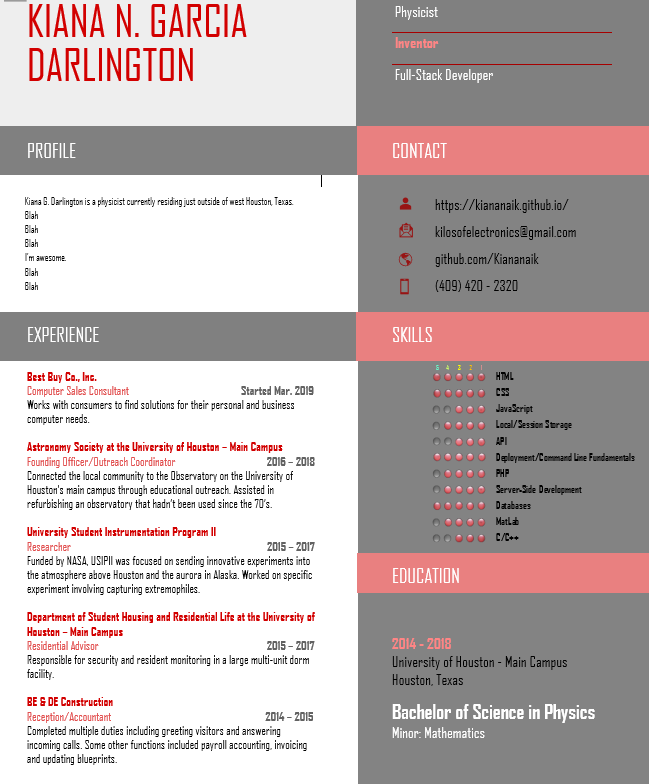 KIANA N. GARCIA
DARLINGTON
Physicist
Inventor
Full-Stack Developer
PROFILE
Kiana G. Darlington is a physicist currently residing just outside of west Houston, Texas.
Blah
Blah
Blah
I'm awesome.
Blah
Blah
CONTACT
https://kiananaik.github.io/
kilosofelectronics@gmail.com
github.com/Kiananaik
(409) 420 - 2320
EXPERIENCE
Best Buy Co., Inc.
Computer Sales Consultant Started Mar. 2019
Works with consumers to find solutions for their personal and business
computer needs.
Astronomy Society at the University of Houston – Main Campus
Founding Officer/Outreach Coordinator 2016 – 2018
Connected the local community to the Observatory on the University of
Houston's main campus through educational outreach. Assisted in
refurbishing an observatory that hadn't been used since the 70's.
University Student Instrumentation Program II
Researcher 2015 – 2017
Funded by NASA, USIPII was focused on sending innovative experiments into
the atmosphere above Houston and the aurora in Alaska. Worked on specific
experiment involving capturing extremophiles.
Department of Student Housing and Residential Life at the University of
Houston – Main Campus
Residential Advisor 2015 – 2017
Responsible for security and resident monitoring in a large multi-unit dorm
facility.
BE & DE Construction
Reception/Accountant 2014 – 2015
Completed multiple duties including greeting visitors and answering
incoming calls. Some other functions included payroll accounting, invoicing
and updating blueprints.
SKILLS
5 4 3 2 1
HTML
CSS
JavaScript
Local/Session Storage
API
Deployment/Command Line Fundamentals
PHP
Server-Side Development
Databases
MatLab
C/C++
EDUCATION
2014 - 2018
University of Houston - Main Campus
Houston, Texas
Bachelor of Science in Physics
Minor: Mathematics